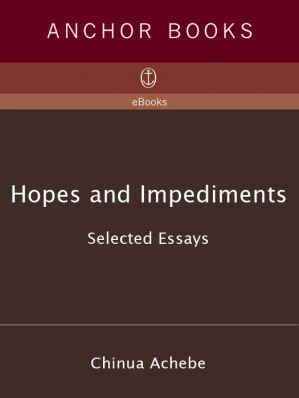 ANCHOR BOOKS
eBooks
Hopes and Impediments
Selected Essays
Chinua Achebe